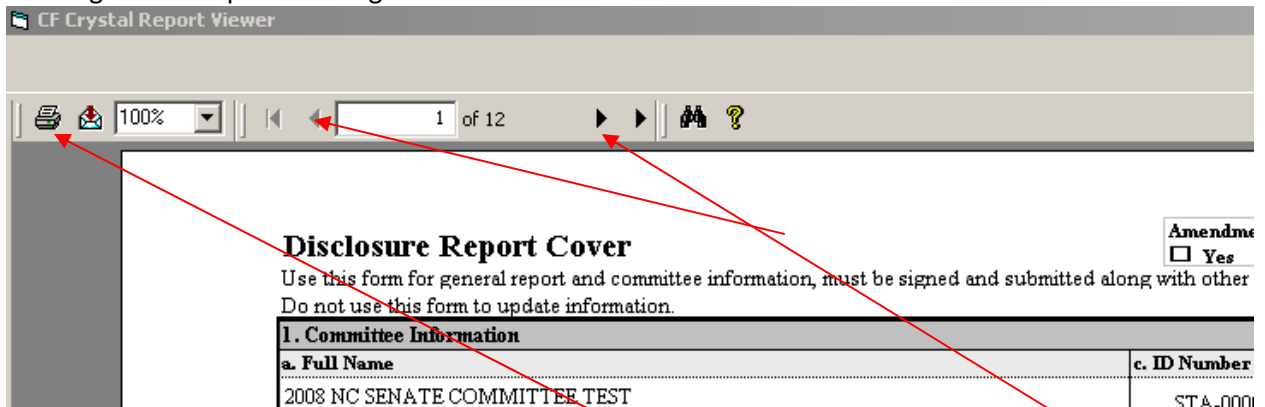 CF Crystal Report Viewer
100% 1 of 12
Disclosure Report Cover
Yes
Use this form for general report and committee information, must be signed and submitted along with other
Do not use this form to update information.
1. Committee Information
a. Full Name c. ID Number
2008 NC SENATE COMMITTEE TEST